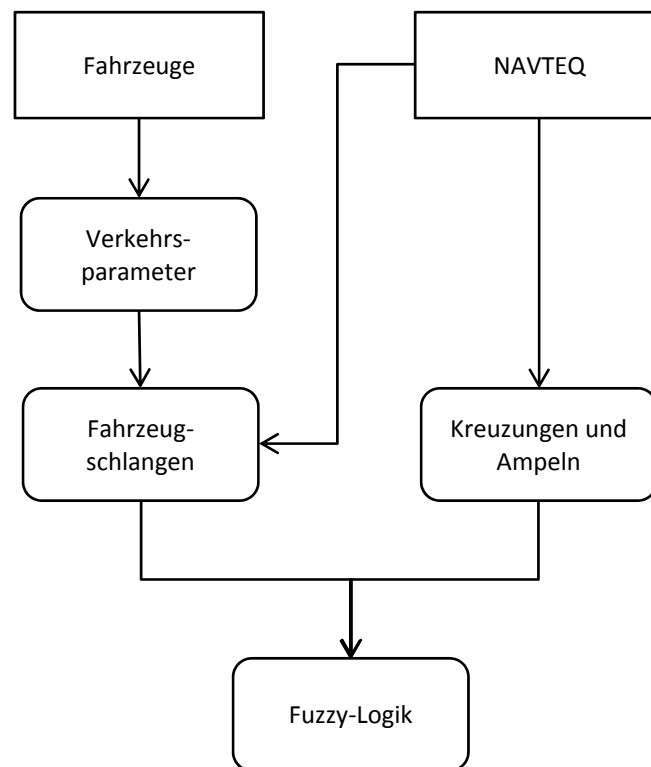 Fahrzeuge
NAVTEQ
Verkehrs-
parameter
Fahrzeug-
schlangen
Kreuzungen und
Ampeln
Fuzzy-Logik